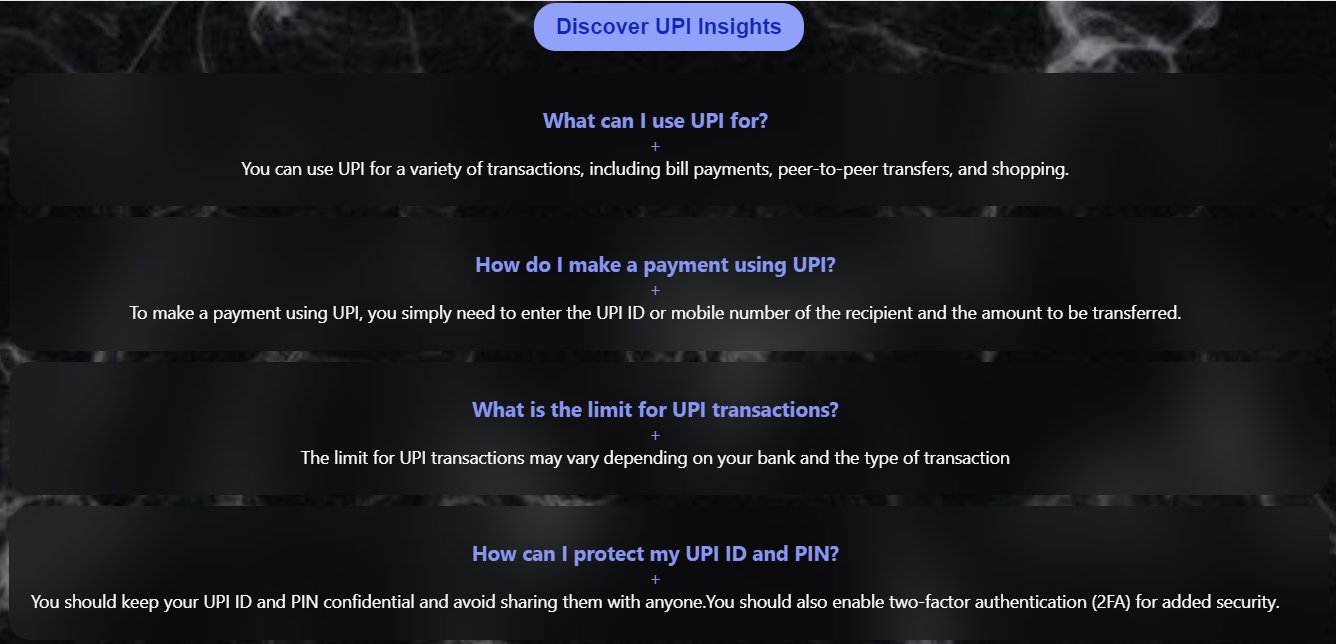 Discover UPI Insights
What can I use UPI for?
+
You can use UPI for a variety of transactions, including bill payments, peer-to-peer transfers, and shopping.
How do I make a payment using UPI?
+
To make a payment using UPI, you simply need to enter the UPI ID or mobile number of the recipient and the amount to be transferred.
What is the limit for UPI transactions?
+
The limit for UPI transactions may vary depending on your bank and the type of transaction
How can I protect my UPI ID and PIN?
+
You should keep your UPI ID and PIN confidential and avoid sharing them with anyone.You should also enable two-factor authentication (2FA) for added security.